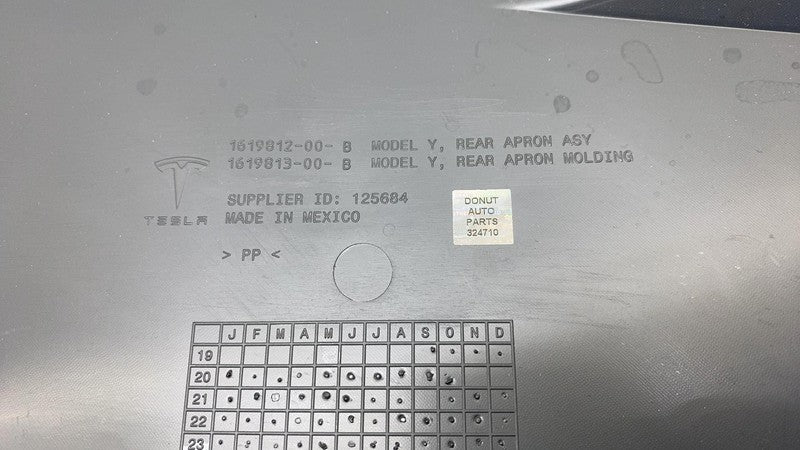 1619812-00- B MODEL Y, REAR APRON ASY
1619813-00- B MODEL Y, REAR APRON MOLDING
TESLA
SUPPLIER ID: 125684
MADE IN MEXICO
> PP <
DONUT
AUTO
PARTS
324710
J F M A M J J A S O N D
19
20
21
22
23